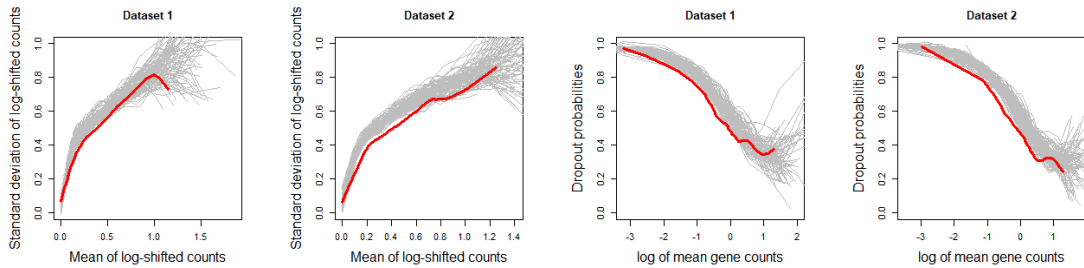 Dataset 1
Standard deviation of log-shifted counts
1.0
0.8
0.6
0.4
0.2
0.0
0.0 0.5 1.0 1.5
Mean of log-shifted counts
Dataset 2
Standard deviation of log-shifted counts
1.0
0.8
0.6
0.4
0.2
0.0
0.0 0.2 0.4 0.6 0.8 1.0 1.2 1.4
Mean of log-shifted counts
Dataset 1
Dropout probabilities
1.0
0.8
0.6
0.4
0.2
0.0
-3 -2 -1 0 1 2
log of mean gene counts
Dataset 2
Dropout probabilities
1.0
0.8
0.6
0.4
0.2
0.0
-3 -2 -1 0 1
log of mean gene counts